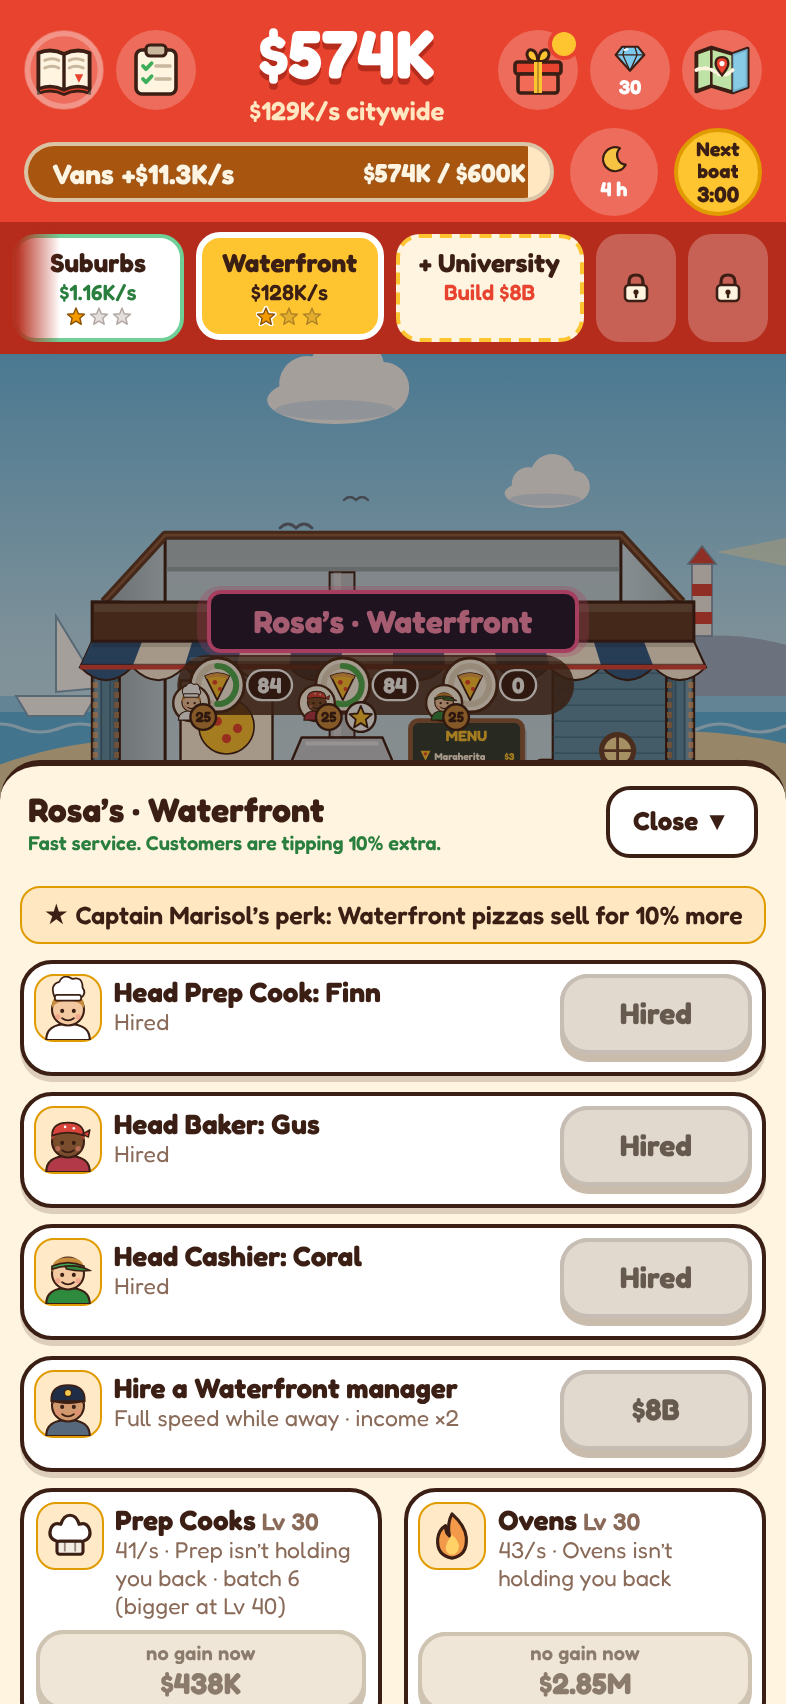 $574K
$129K/s citywide
30
Vans +$11.3K/s
$574K / $600K
4 h
Next
boat
3:00
Suburbs
$1.16K/s
Waterfront
$128K/s
+ University
Build $8B
Rosa's · Waterfront
84
84
0
25
25
25
MENU
Margherita $3
Rosa's · Waterfront
Fast service. Customers are tipping 10% extra.
Close ▼
★ Captain Marisol's perk: Waterfront pizzas sell for 10% more
Head Prep Cook: Finn
Hired
Hired
Head Baker: Gus
Hired
Hired
Head Cashier: Coral
Hired
Hired
Hire a Waterfront manager
Full speed while away · income ×2
$8B
Prep Cooks Lv 30
41/s · Prep isn't holding
you back · batch 6
(bigger at Lv 40)
no gain now
$438K
Ovens Lv 30
43/s · Ovens isn't
holding you back
no gain now
$2.85M